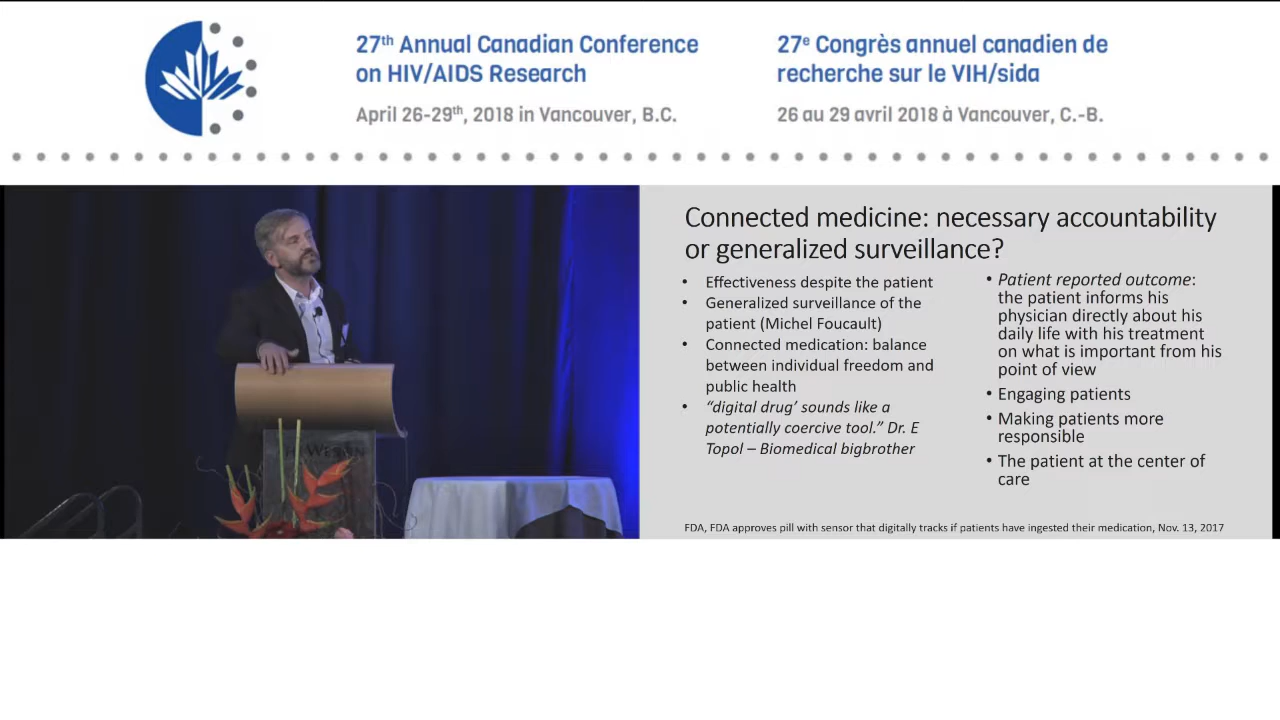 27th Annual Canadian Conference
on HIV/AIDS Research
April 26-29th, 2018 in Vancouver, B.C.
27e Congrès annuel canadien de
recherche sur le VIH/sida
26 au 29 avril 2018 à Vancouver, C.-B.
Connected medicine: necessary accountability
or generalized surveillance?
• Effectiveness despite the patient
• Generalized surveillance of the
patient (Michel Foucault)
• Connected medication: balance
between individual freedom and
public health
• “digital drug’ sounds like a
potentially coercive tool.” Dr. E
Topol – Biomedical bigbrother
• Patient reported outcome:
the patient informs his
physician directly about his
daily life with his treatment
on what is important from his
point of view
• Engaging patients
• Making patients more
responsible
• The patient at the center of
care
FDA, FDA approves pill with sensor that digitally tracks if patients have ingested their medication, Nov. 13, 2017